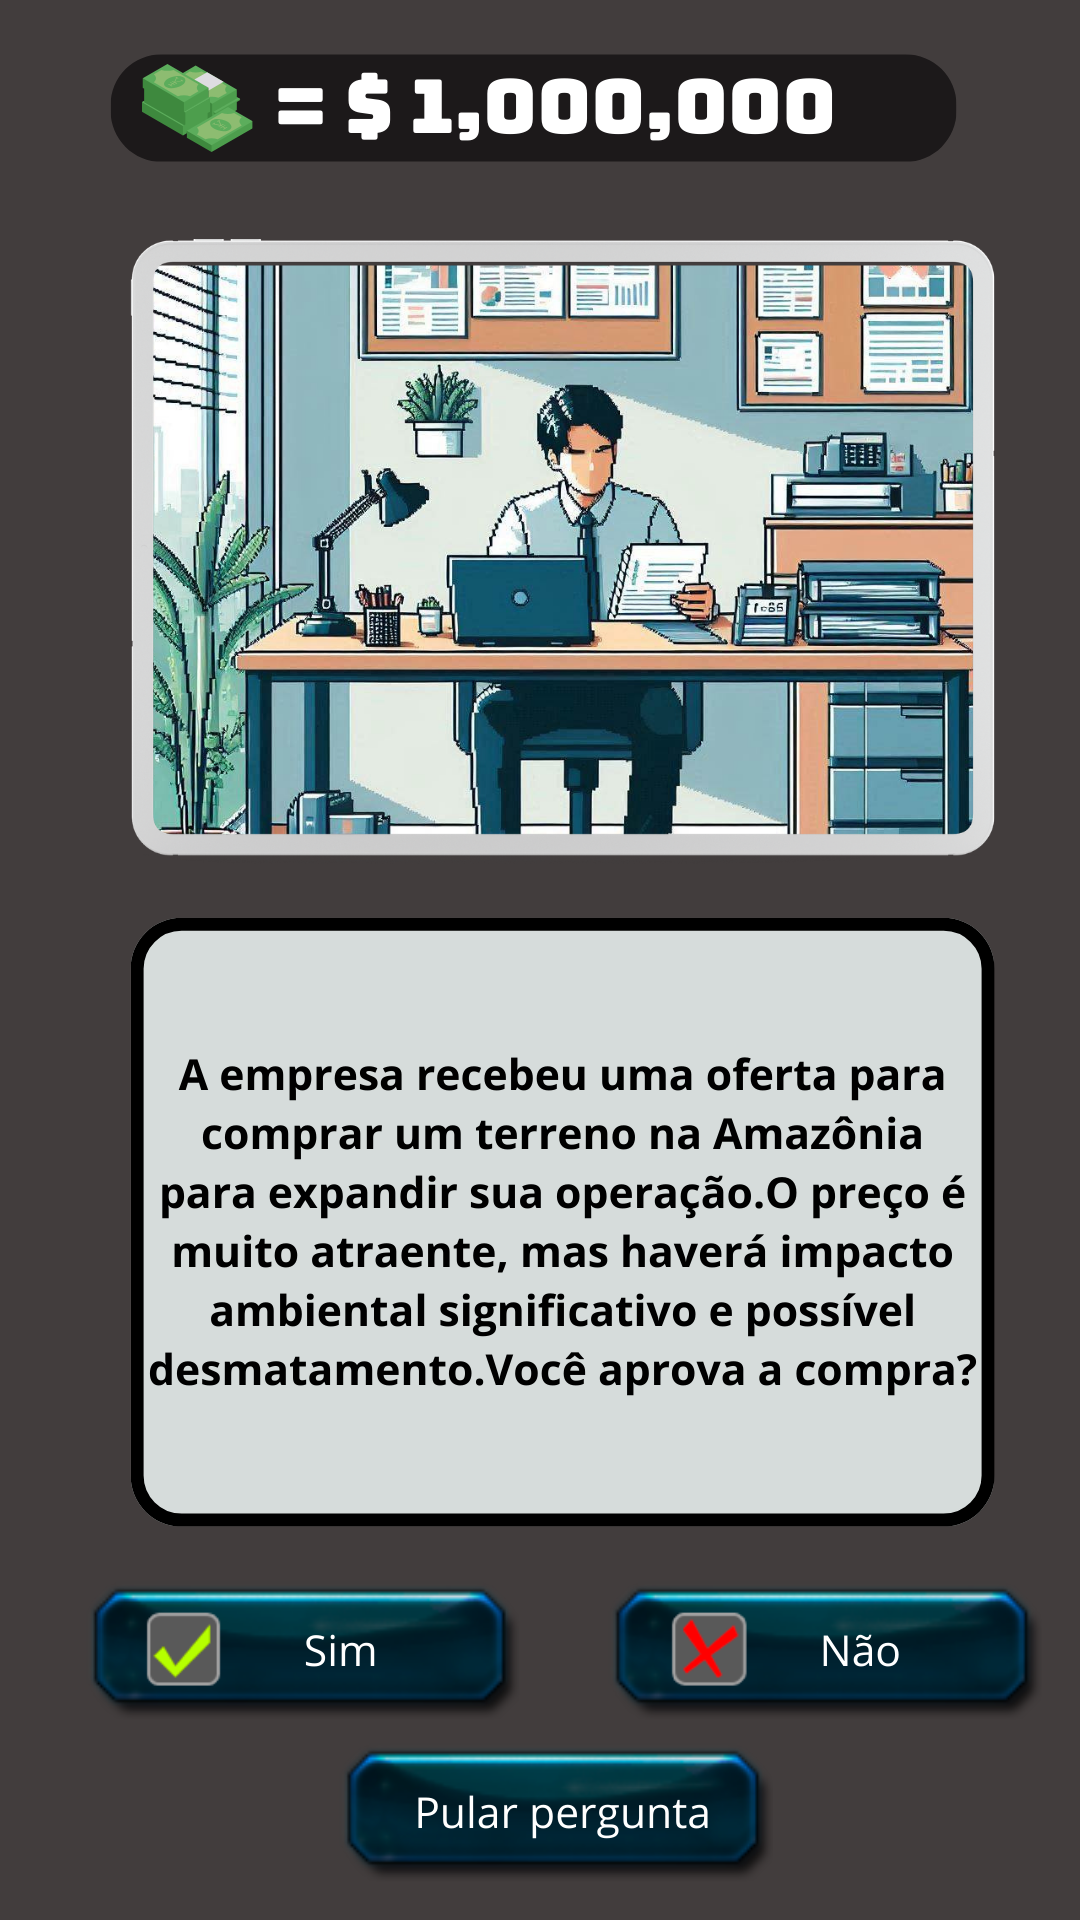 = $ 1,000,000
A empresa recebeu uma oferta para
comprar um terreno na Amazônia
para expandir sua operação.O preço é
muito atraente, mas haverá impacto
ambiental significativo e possível
desmatamento.Você aprova a compra?
Sim
Não
Pular pergunta